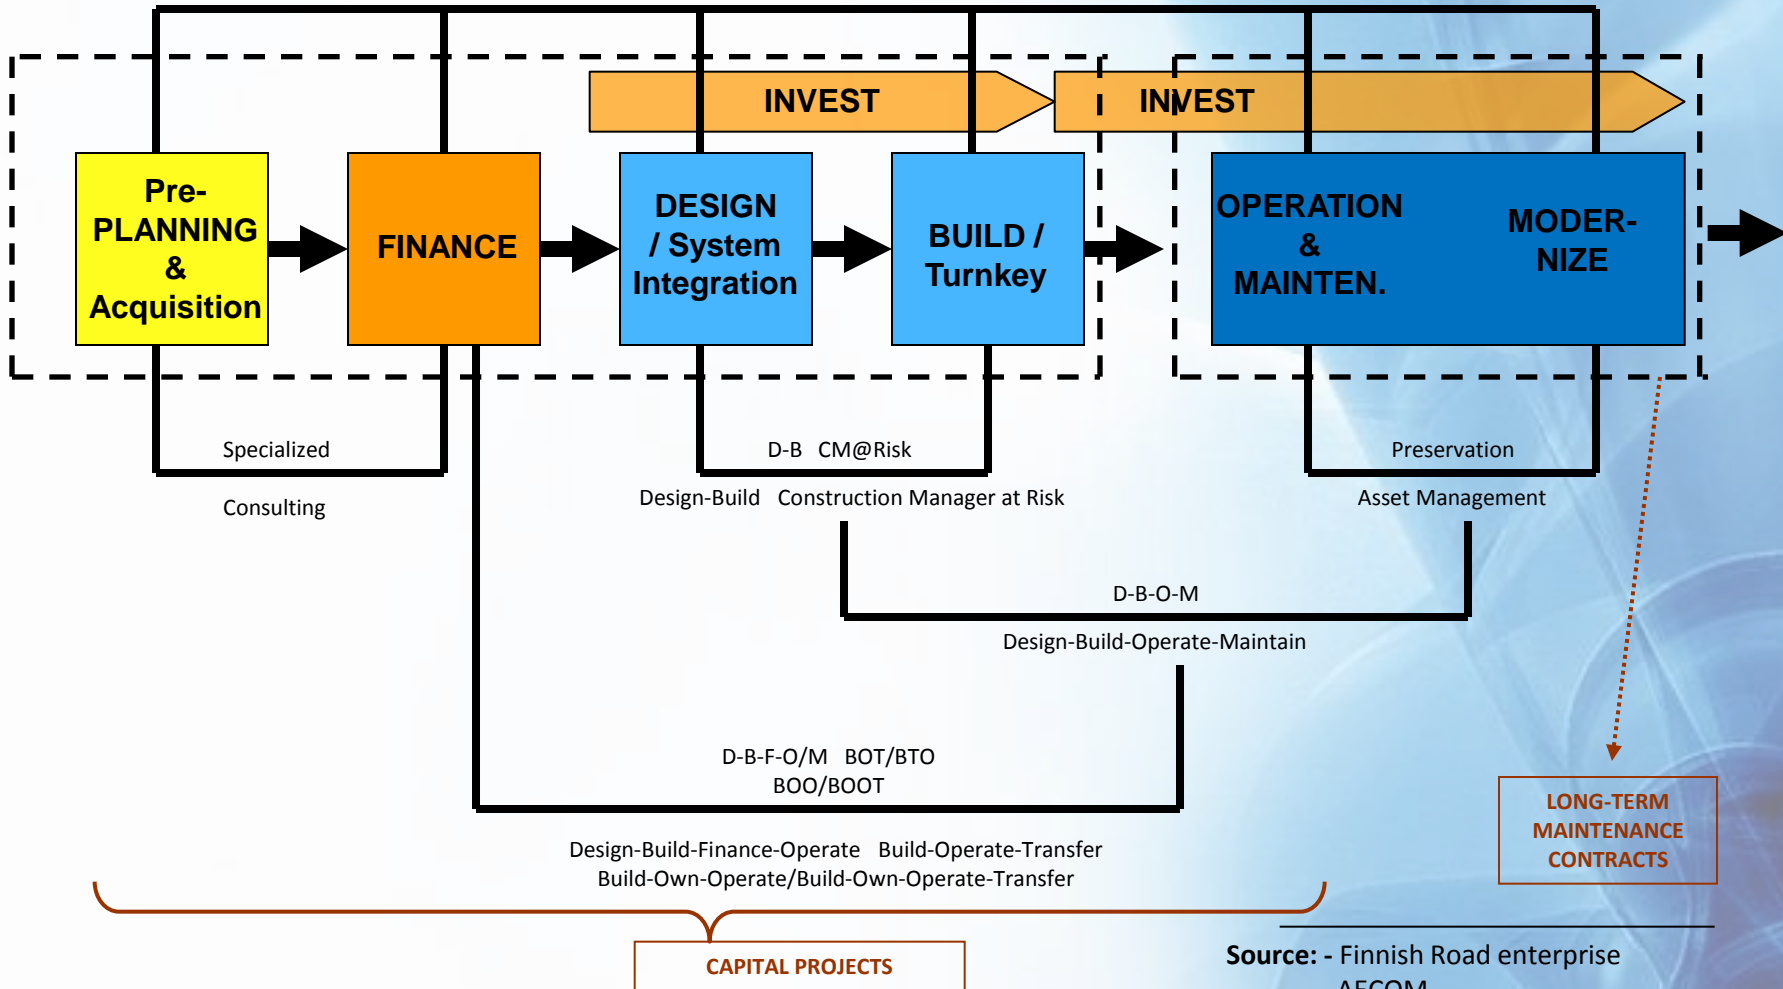 INVEST
INVEST
Pre-
PLANNING
&
Acquisition
FINANCE
DESIGN
/ System
Integration
BUILD /
Turnkey
OPERATION
&
MAINTEN.
MODER-
NIZE
Specialized
Consulting
D-B   CM@Risk
Design-Build   Construction Manager at Risk
Preservation
Asset Management
D-B-O-M
Design-Build-Operate-Maintain
D-B-F-O/M   BOT/BTO
BOO/BOOT
Design-Build-Finance-Operate   Build-Operate-Transfer
Build-Own-Operate/Build-Own-Operate-Transfer
LONG-TERM
MAINTENANCE
CONTRACTS
CAPITAL PROJECTS
Source: - Finnish Road enterprise
AECOM